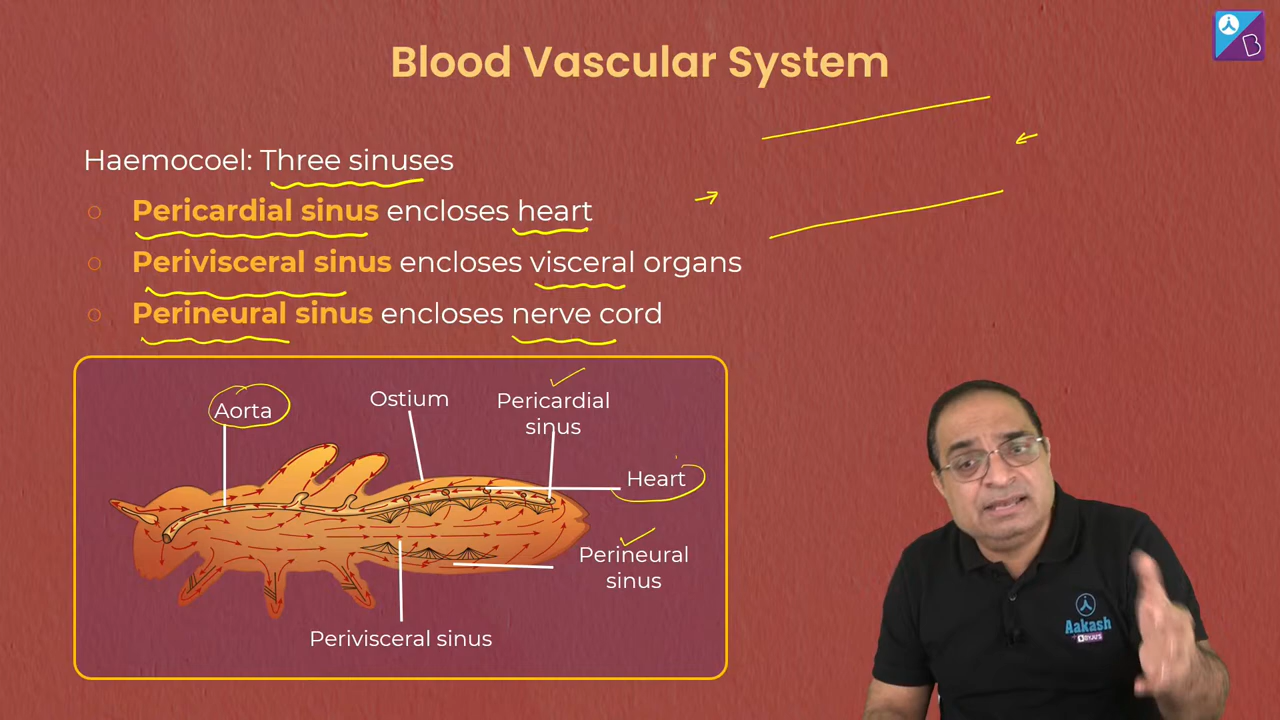 Blood Vascular System
Haemocoel: Three sinuses
Pericardial sinus encloses heart
Perivisceral sinus encloses visceral organs
Perineural sinus encloses nerve cord
Aorta
Ostium
Pericardial
sinus
Heart
Perineural
sinus
Perivisceral sinus
Aakash
BYJU'S